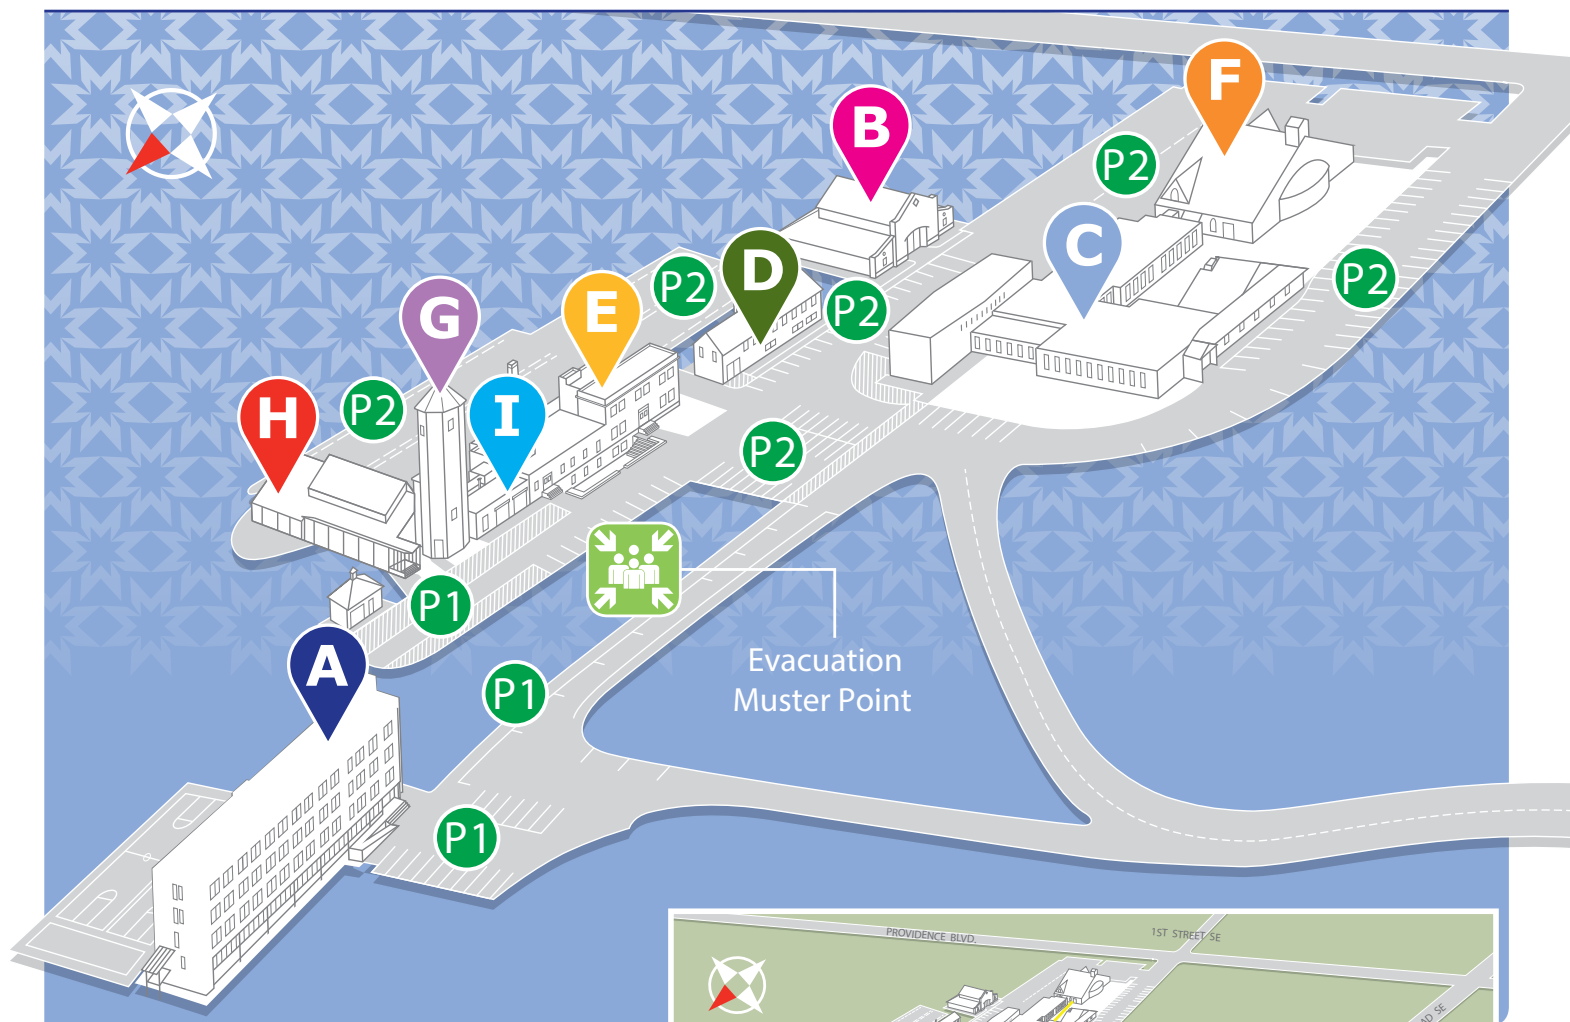 F
B
P2
C
D
P2
P2
P2
G
E
H
P2
I
P2
P1
A
Evacuation
Muster Point
P1
P1
PROVIDENCE BLVD.
1ST STREET SE